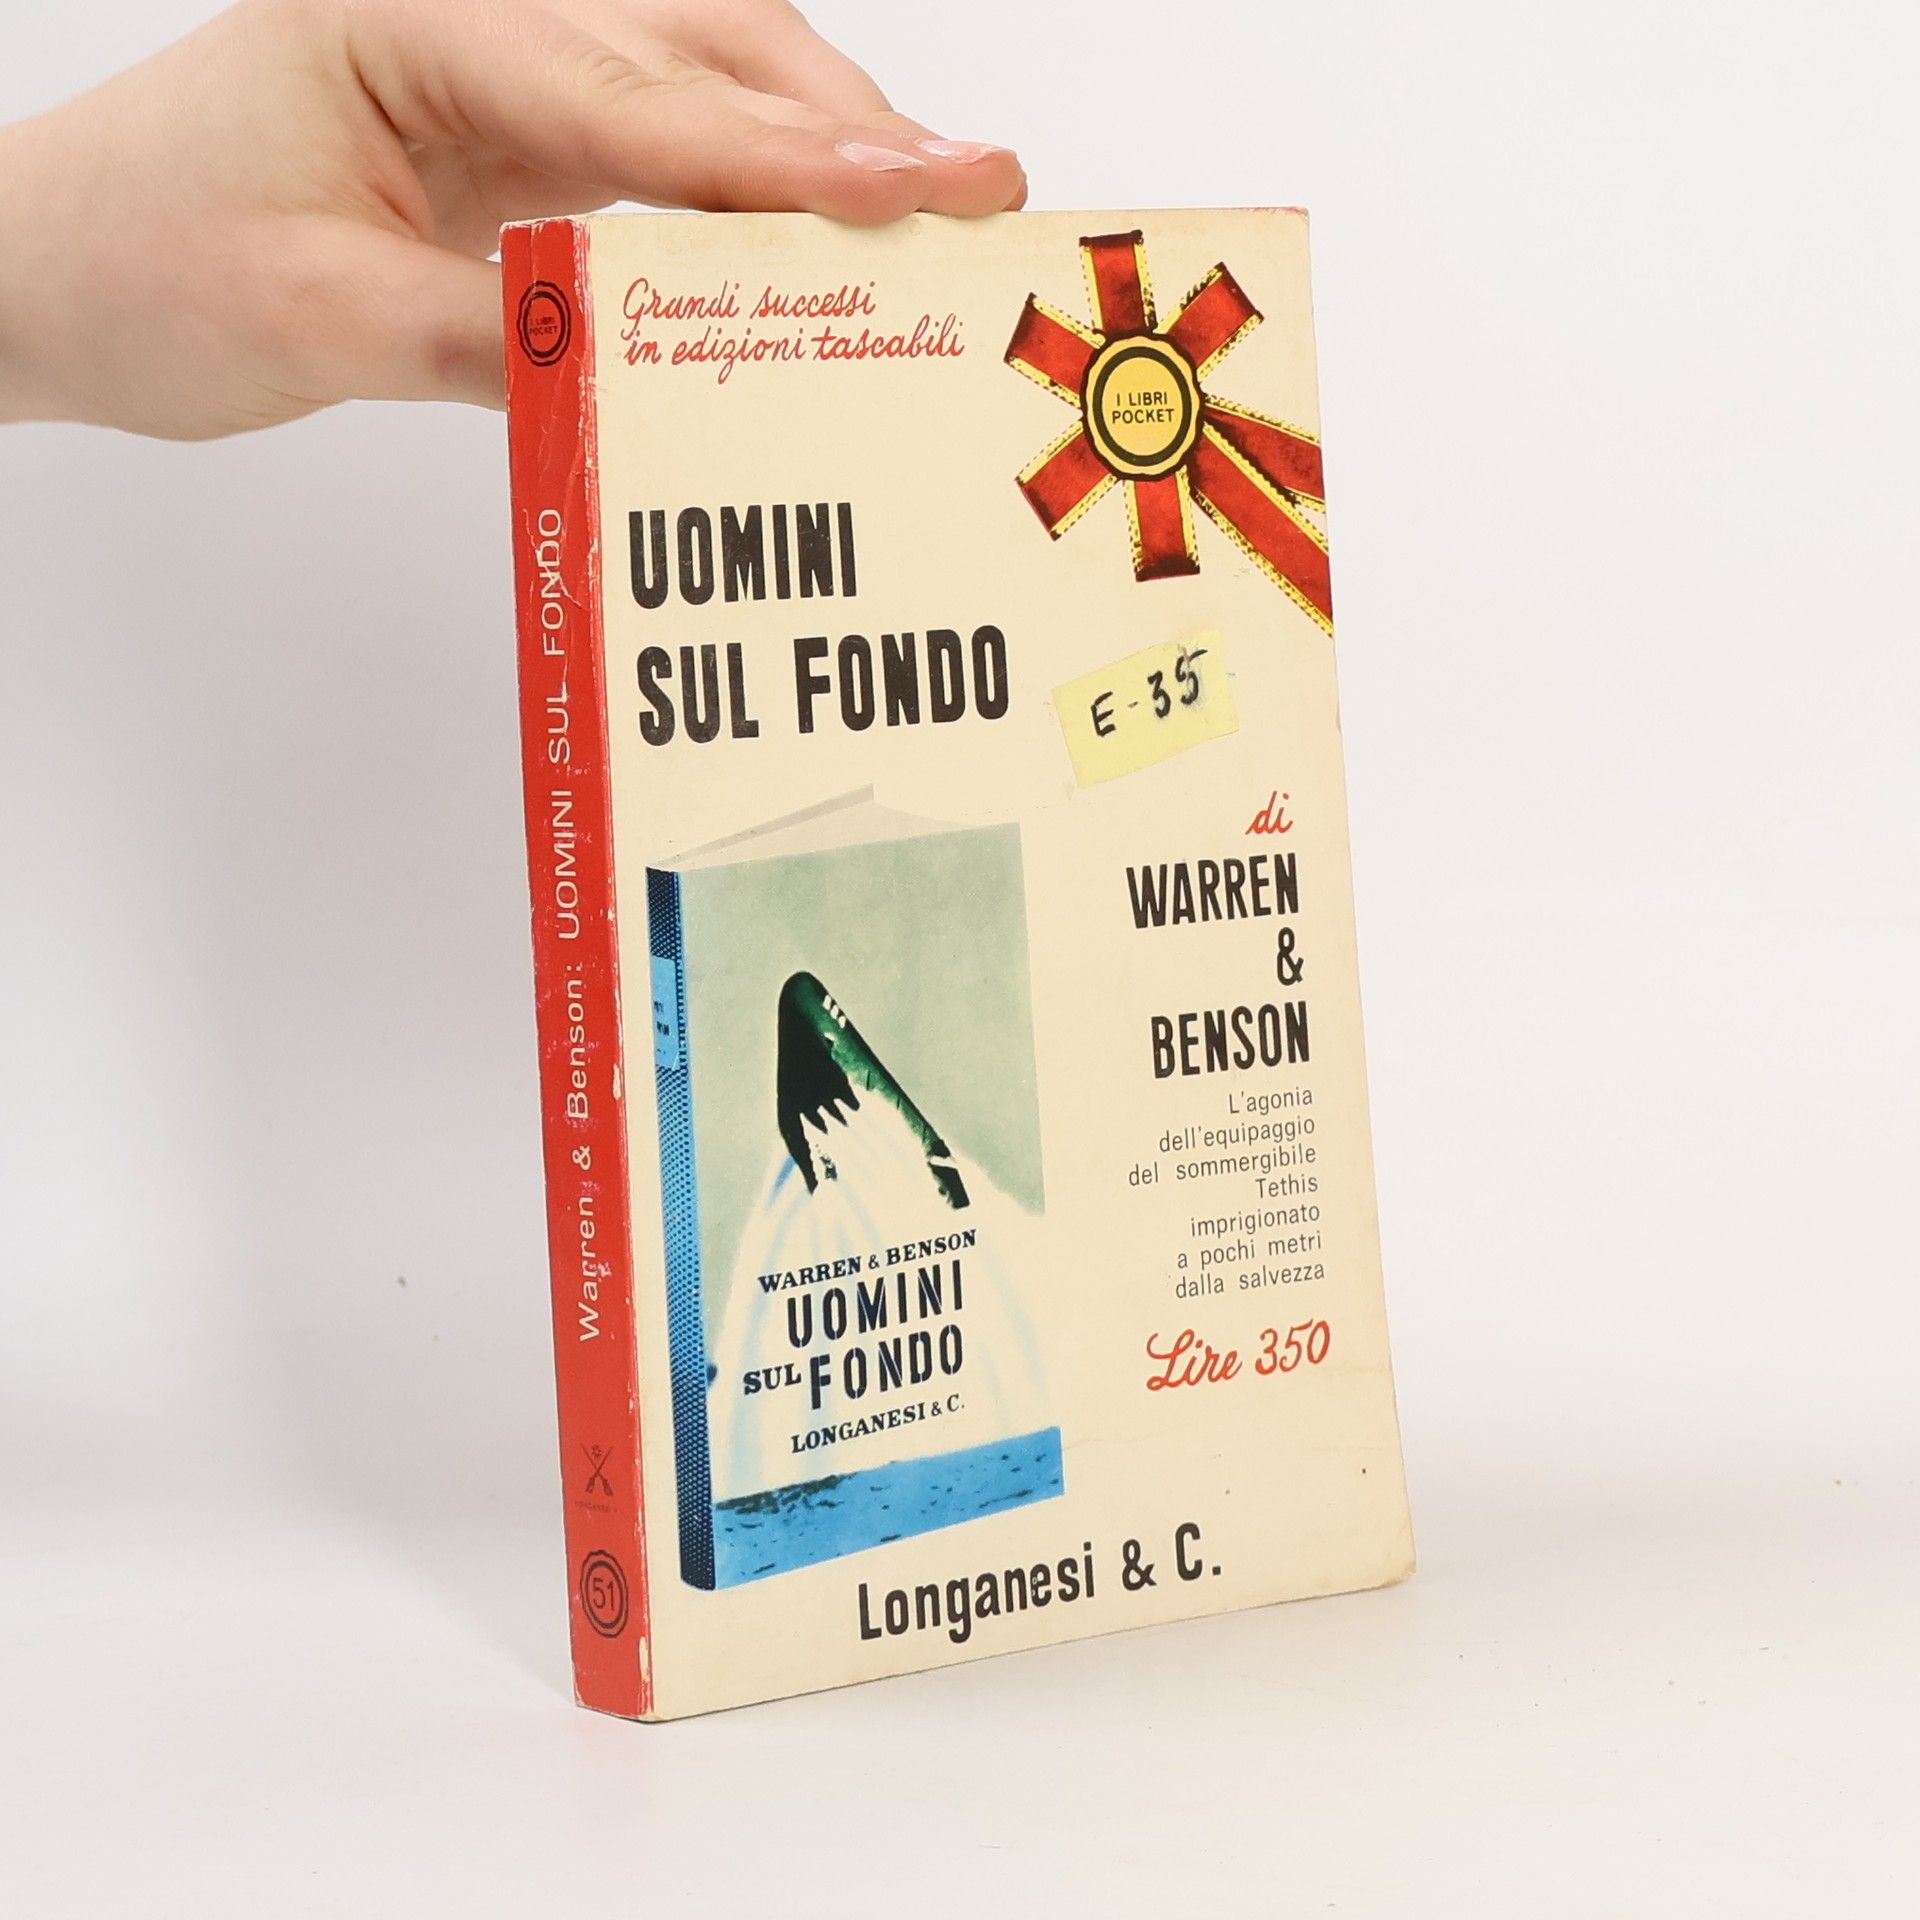 Grandi successi
in edizioni tascabili
I LIBRI
POCKET
UOMINI
SUL FONDO
E-35
di
WARREN
&
BENSON
L'agonia
dell'equipaggio
del sommergibile
Tethis
imprigionato
a pochi metri
dalla salvezza
Lire 350
WARREN & BENSON
UOMINI
SUL FONDO
LONGANESI & C.
Longanesi & C.
I LIBRI
POCKET
Warren & Benson: UOMINI SUL FONDO
51